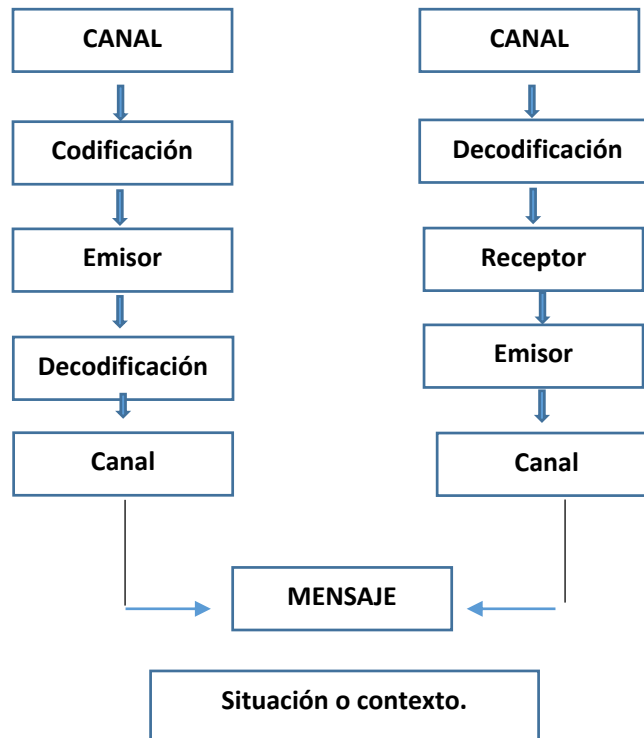 CANAL
Codificación
Emisor
Decodificación
Canal
CANAL
Decodificación
Receptor
Emisor
Canal
MENSAJE
Situación o contexto.